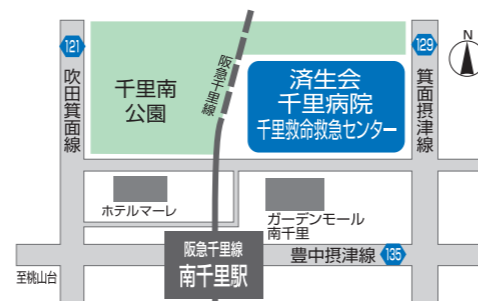 121
吹田箕面線
千里南
公園
阪急千里線
済生会
千里病院
千里救命救急センター
129
箕面摂津線
N
ホテルマーレ
ガーデンモール
南千里
阪急千里線
南千里駅
豊中摂津線
135
至桃山台